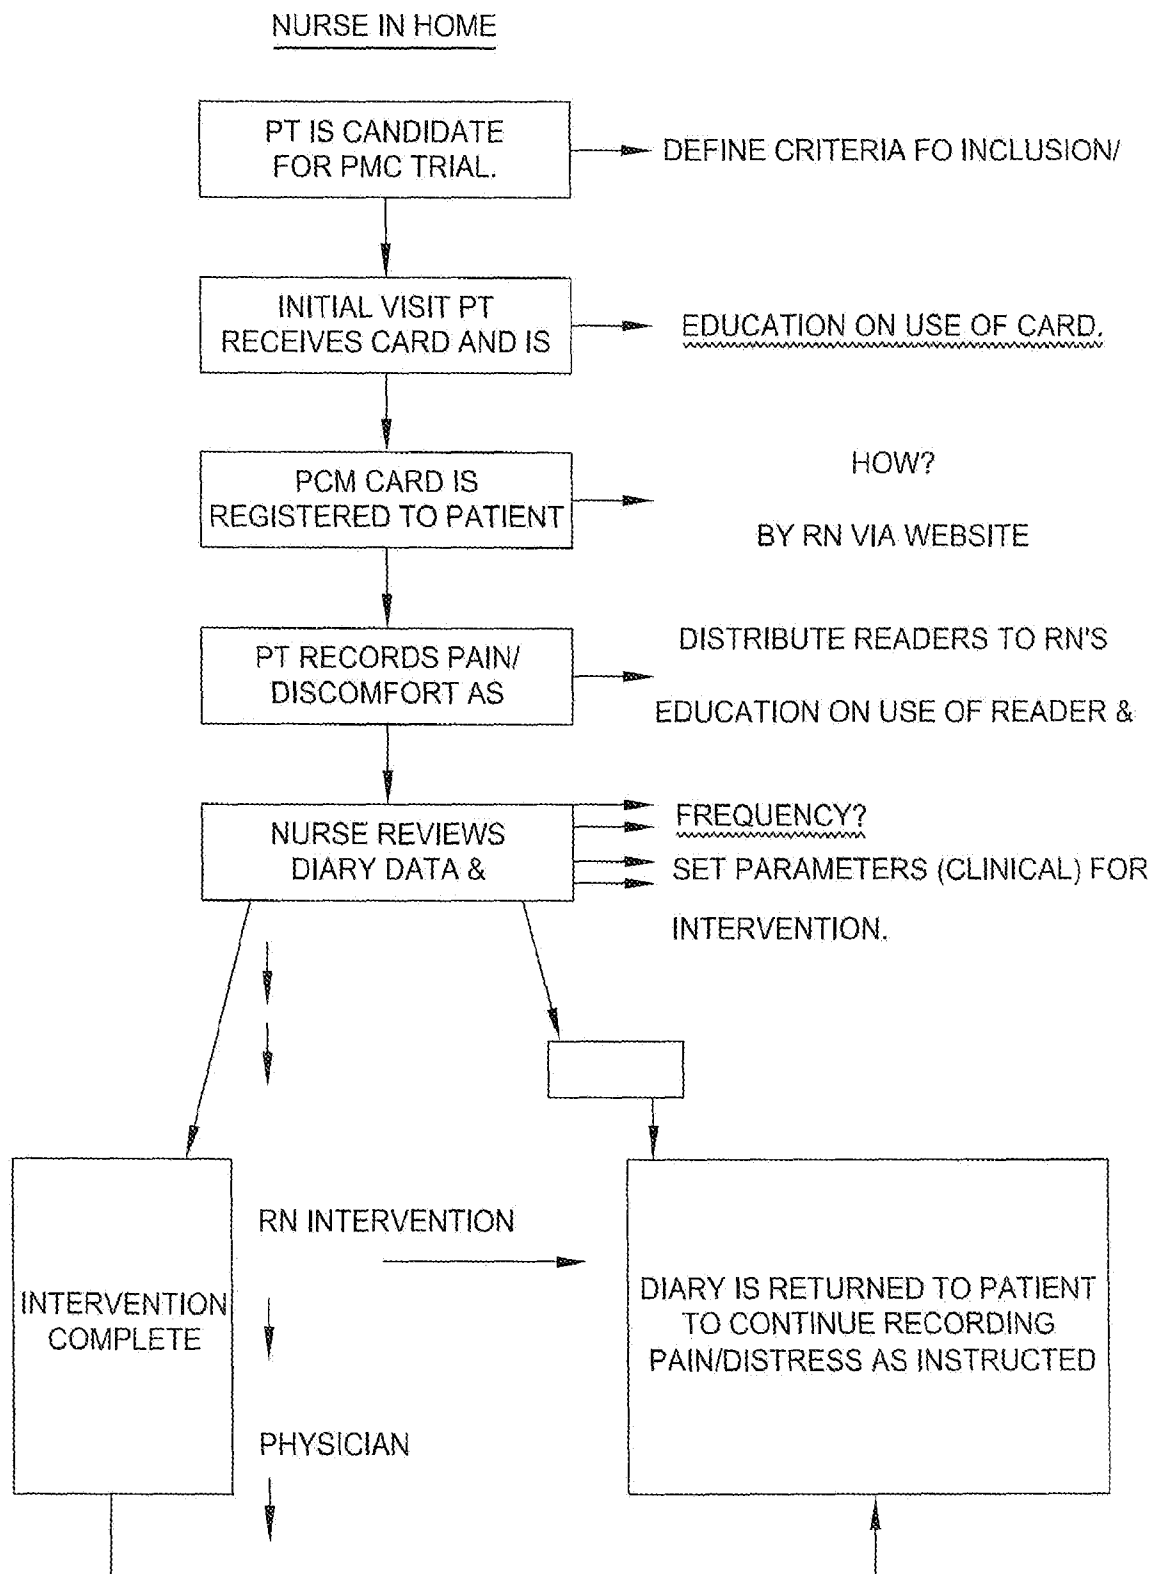 NURSE IN HOME
PT IS CANDIDATE
FOR PMC TRIAL.
DEFINE CRITERIA FO INCLUSION/
INITIAL VISIT PT
RECEIVES CARD AND IS
EDUCATION ON USE OF CARD.
PCM CARD IS
REGISTERED TO PATIENT
HOW?
BY RN VIA WEBSITE
PT RECORDS PAIN/
DISCOMFORT AS
DISTRIBUTE READERS TO RN'S
EDUCATION ON USE OF READER &
NURSE REVIEWS
DIARY DATA &
FREQUENCY?
SET PARAMETERS (CLINICAL) FOR
INTERVENTION.
RN INTERVENTION
INTERVENTION
COMPLETE
DIARY IS RETURNED TO PATIENT
TO CONTINUE RECORDING
PAIN/DISTRESS AS INSTRUCTED
PHYSICIAN